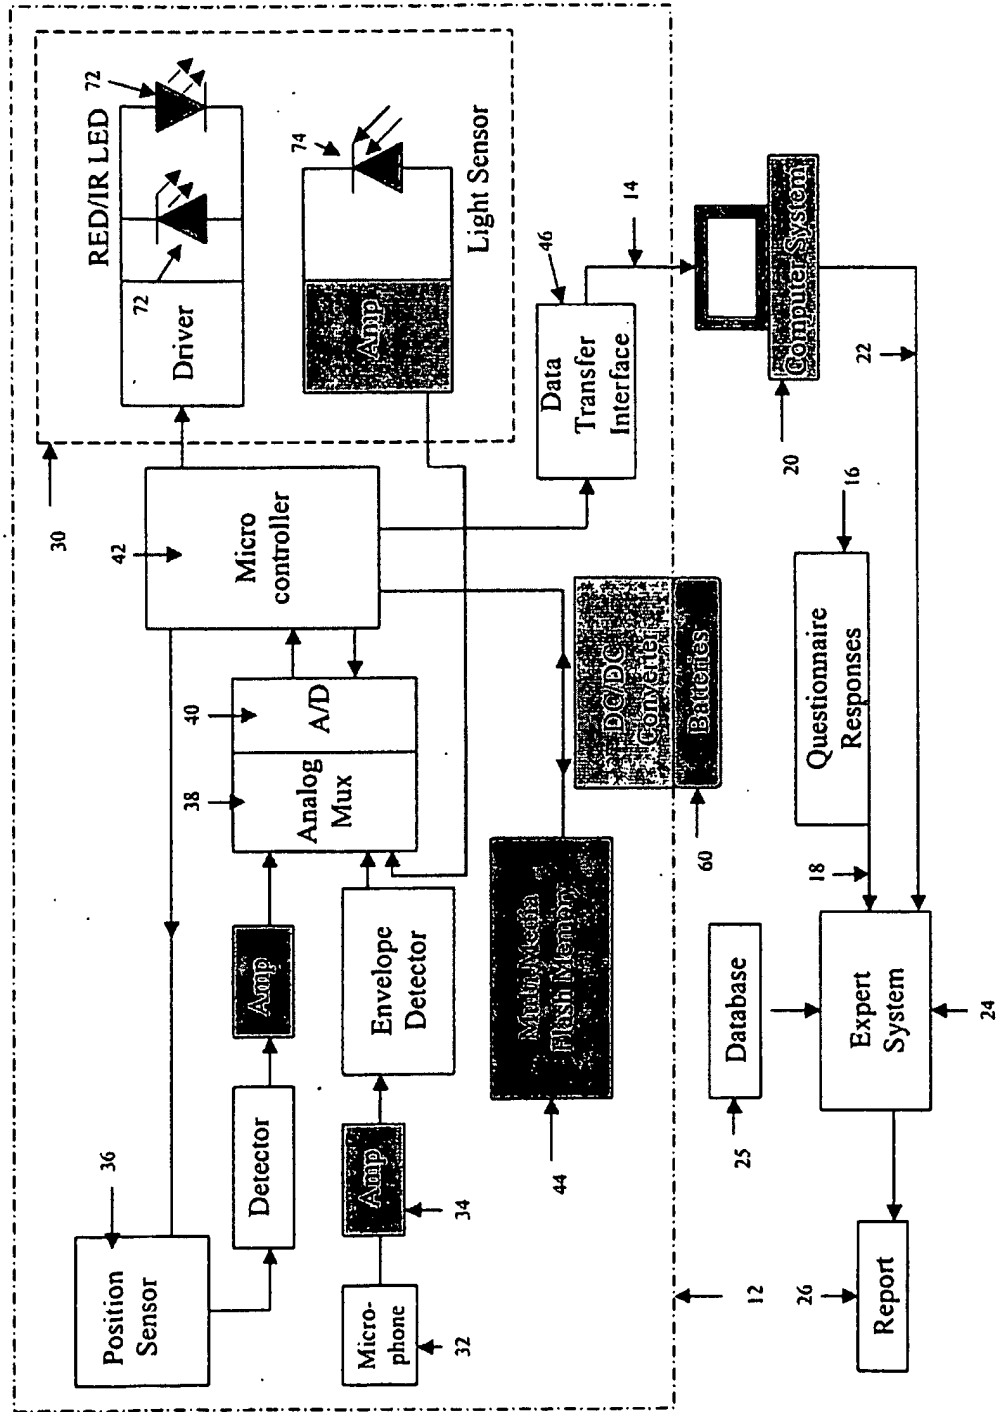 RED/IR LED
72
72
Driver
74
Amp
Light Sensor
30
42
Micro
controller
46
Data
Transfer
Interface
14
Computer System
20
22
40
A/D
38
Analog
Mux
Amp
Detector
36
Position
Sensor
Envelope
Detector
Amp
34
Micro-
phone
32
Multi-Media
Flash Memory
44
DC/DC
Converter
Batteries
60
16
Questionnaire
Responses
18
Database
25
Expert
System
24
12
26
Report